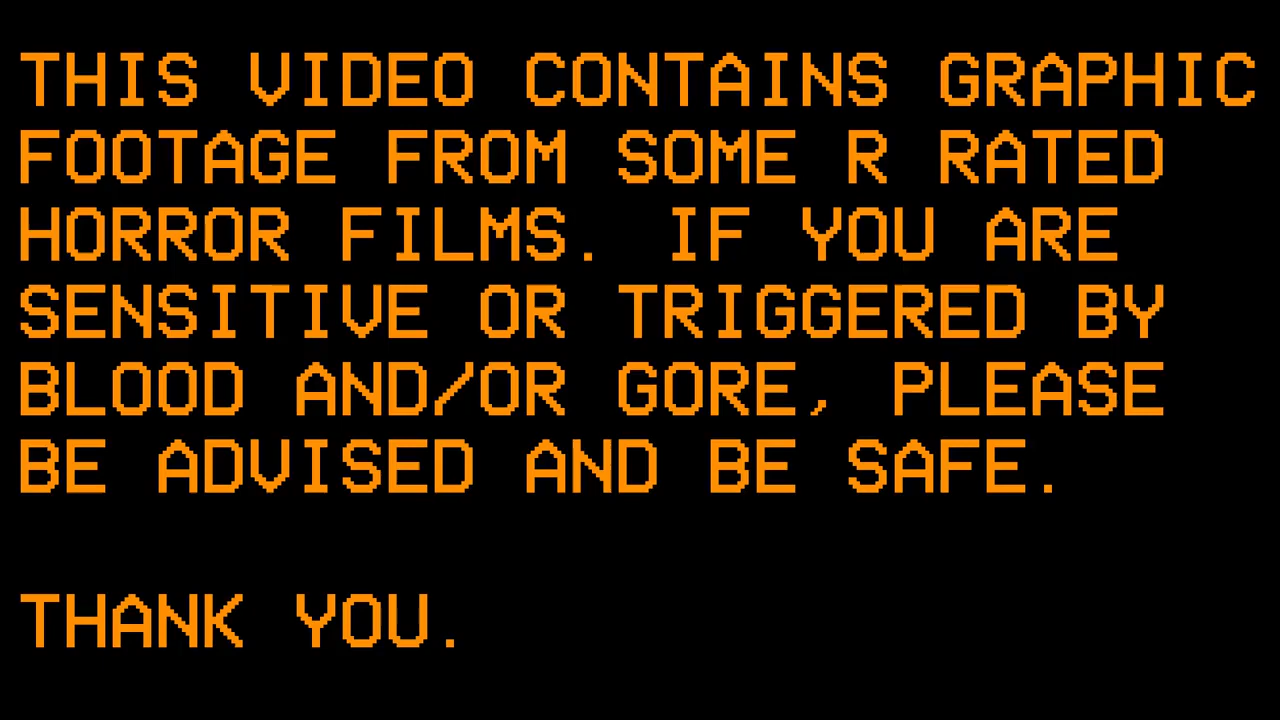 THIS VIDEO CONTAINS GRAPHIC
FOOTAGE FROM SOME R RATED
HORROR FILMS. IF YOU ARE
SENSITIVE OR TRIGGERED BY
BLOOD AND/OR GORE, PLEASE
BE ADVISED AND BE SAFE.
THANK YOU.